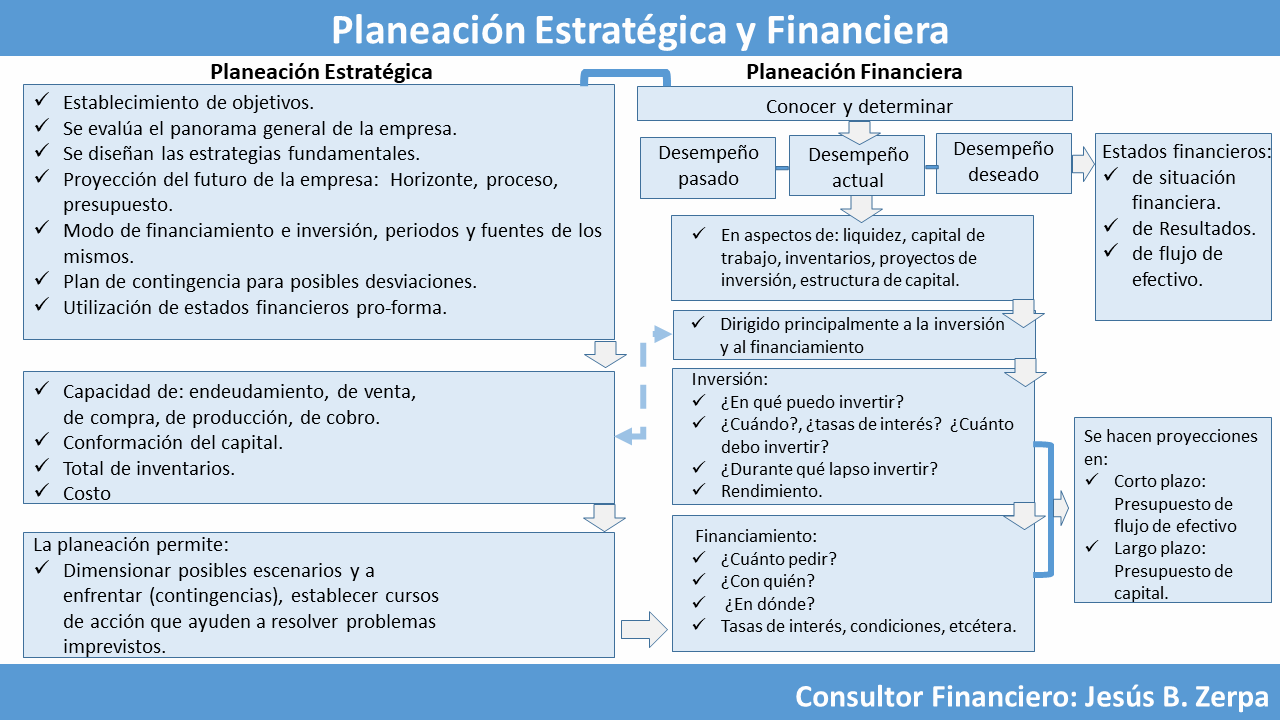 Planeación Estratégica y Financiera
Planeación Estratégica
✓ Establecimiento de objetivos.
✓ Se evalúa el panorama general de la empresa.
✓ Se diseñan las estrategias fundamentales.
✓ Proyección del futuro de la empresa: Horizonte, proceso,
presupuesto.
✓ Modo de financiamiento e inversión, periodos y fuentes de los
mismos.
✓ Plan de contingencia para posibles desviaciones.
✓ Utilización de estados financieros pro-forma.
✓ Capacidad de: endeudamiento, de venta,
de compra, de producción, de cobro.
✓ Conformación del capital.
✓ Total de inventarios.
✓ Costo
La planeación permite:
✓ Dimensionar posibles escenarios y a
enfrentar (contingencias), establecer cursos
de acción que ayuden a resolver problemas
imprevistos.
Planeación Financiera
Conocer y determinar
Desempeño
pasado
Desempeño
actual
Desempeño
deseado
Estados financieros:
✓ de situación
financiera.
✓ de Resultados.
✓ de flujo de
efectivo.
✓ En aspectos de: liquidez, capital de
trabajo, inventarios, proyectos de
inversión, estructura de capital.
✓ Dirigido principalmente a la inversión
y al financiamiento
Inversión:
✓ ¿En qué puedo invertir?
✓ ¿Cuándo?, ¿tasas de interés? ¿Cuánto
debo invertir?
✓ ¿Durante qué lapso invertir?
✓ Rendimiento.
Financiamiento:
✓ ¿Cuánto pedir?
✓ ¿Con quién?
✓ ¿En dónde?
✓ Tasas de interés, condiciones, etcétera.
Se hacen proyecciones
en:
✓ Corto plazo:
Presupuesto de
flujo de efectivo
✓ Largo plazo:
Presupuesto de
capital.
Consultor Financiero: Jesús B. Zerpa